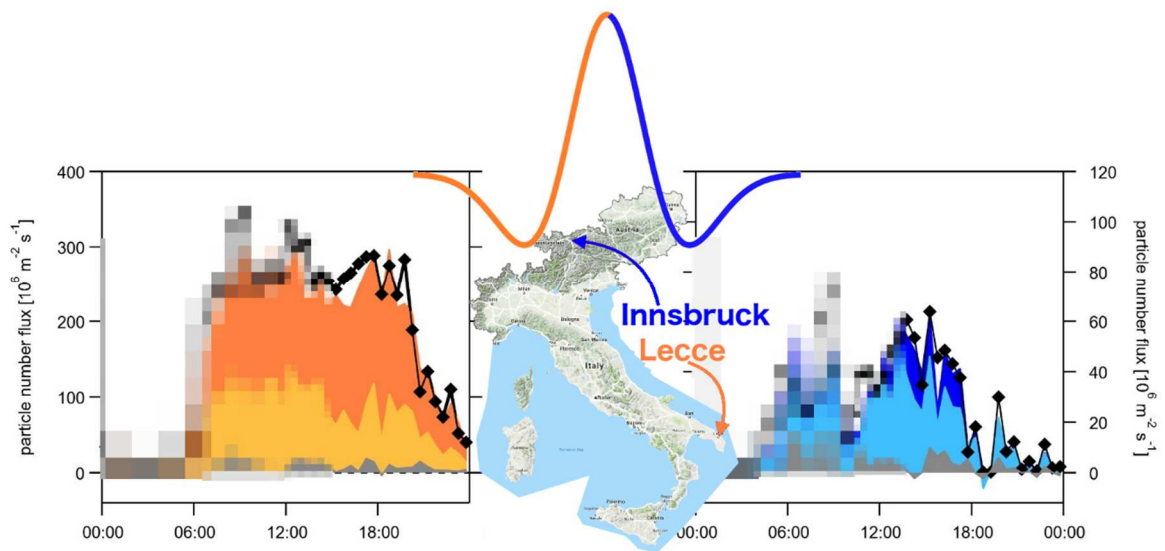 400
300
200
100
0
particle number flux [10⁶ m⁻² s⁻¹]
00:00 06:00 12:00 18:00
Austria
Innsbruck
Lecce
Italy
120
100
80
60
40
20
0
particle number flux [10⁶ m⁻² s⁻¹]
00:00 06:00 12:00 18:00 00:00